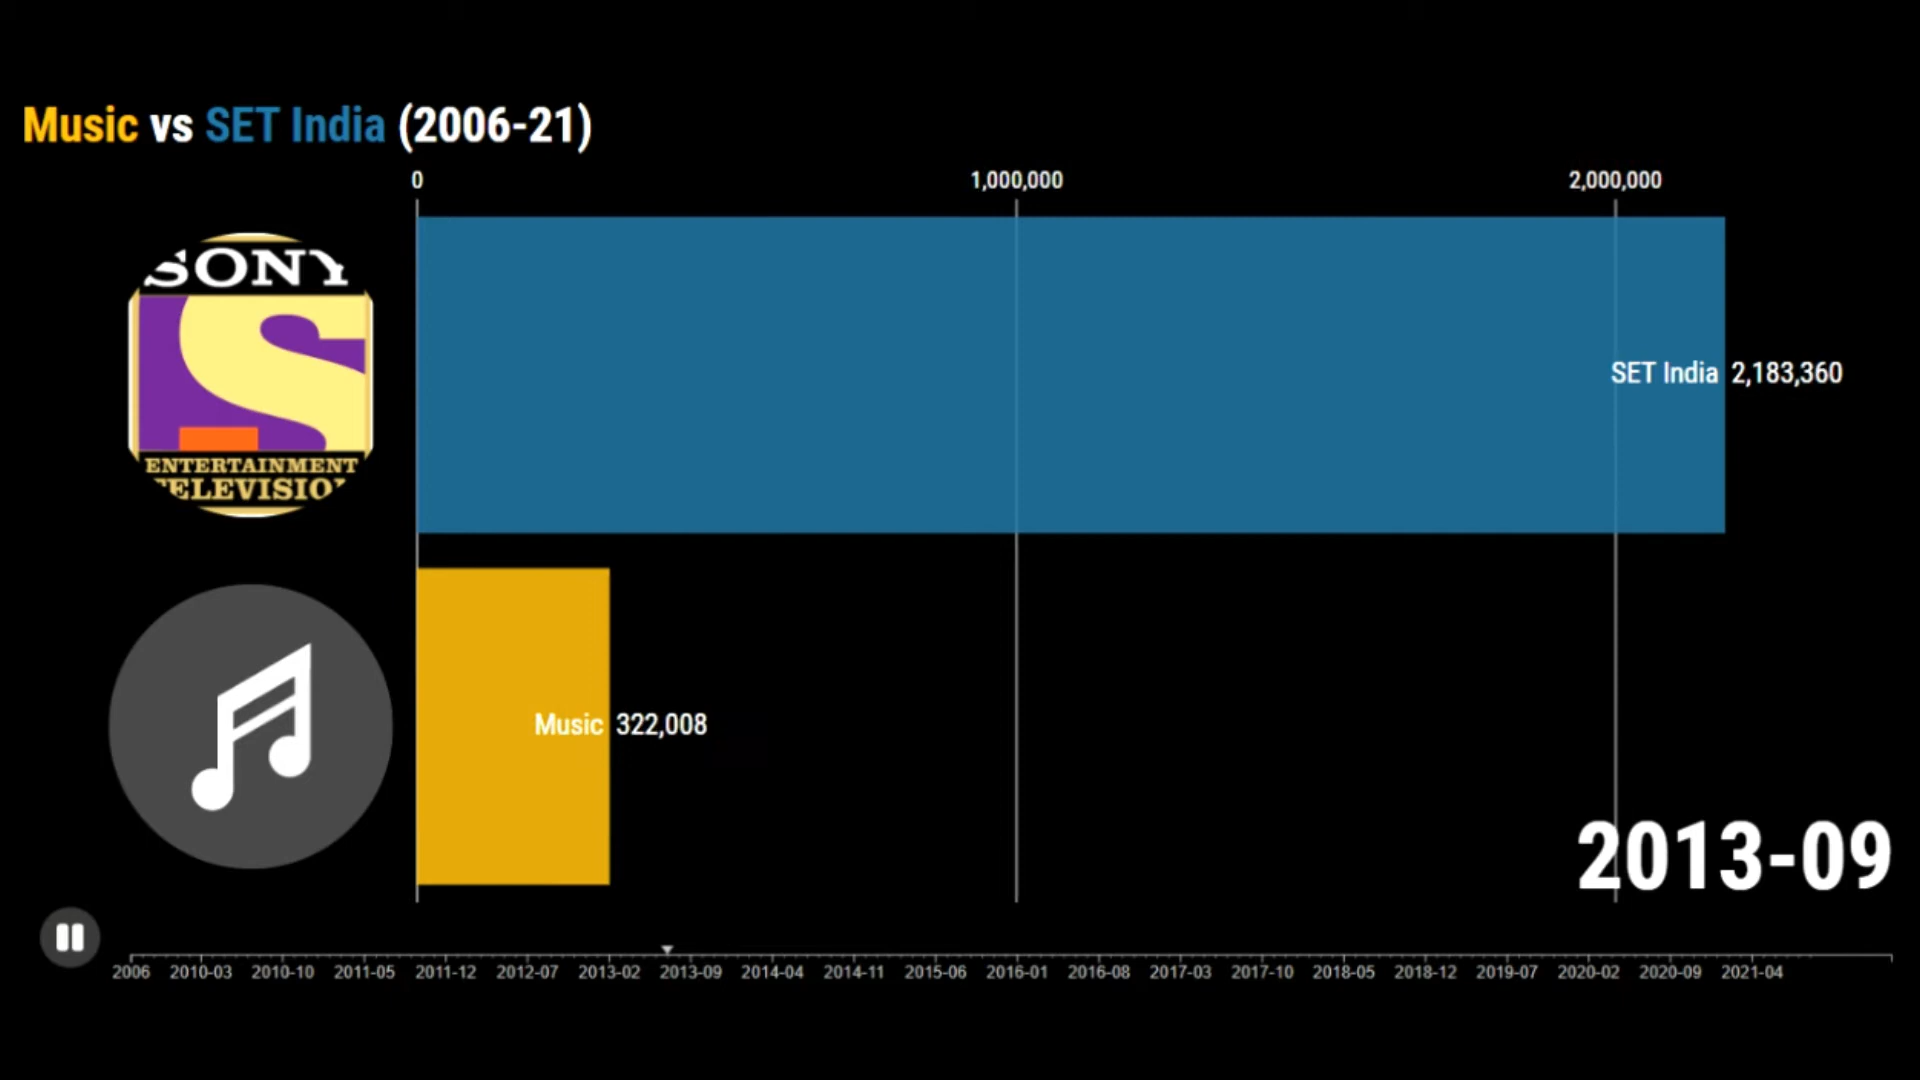 Music vs SET India (2006-21)
0 1,000,000 2,000,000
SONY
ENTERTAINMENT
TELEVISION
SET India 2,183,360
Music 322,008
2013-09
2006 2010-03 2010-10 2011-05 2011-12 2012-07 2013-02 2013-09 2014-04 2014-11 2015-06 2016-01 2016-08 2017-03 2017-10 2018-05 2018-12 2019-07 2020-02 2020-09 2021-04